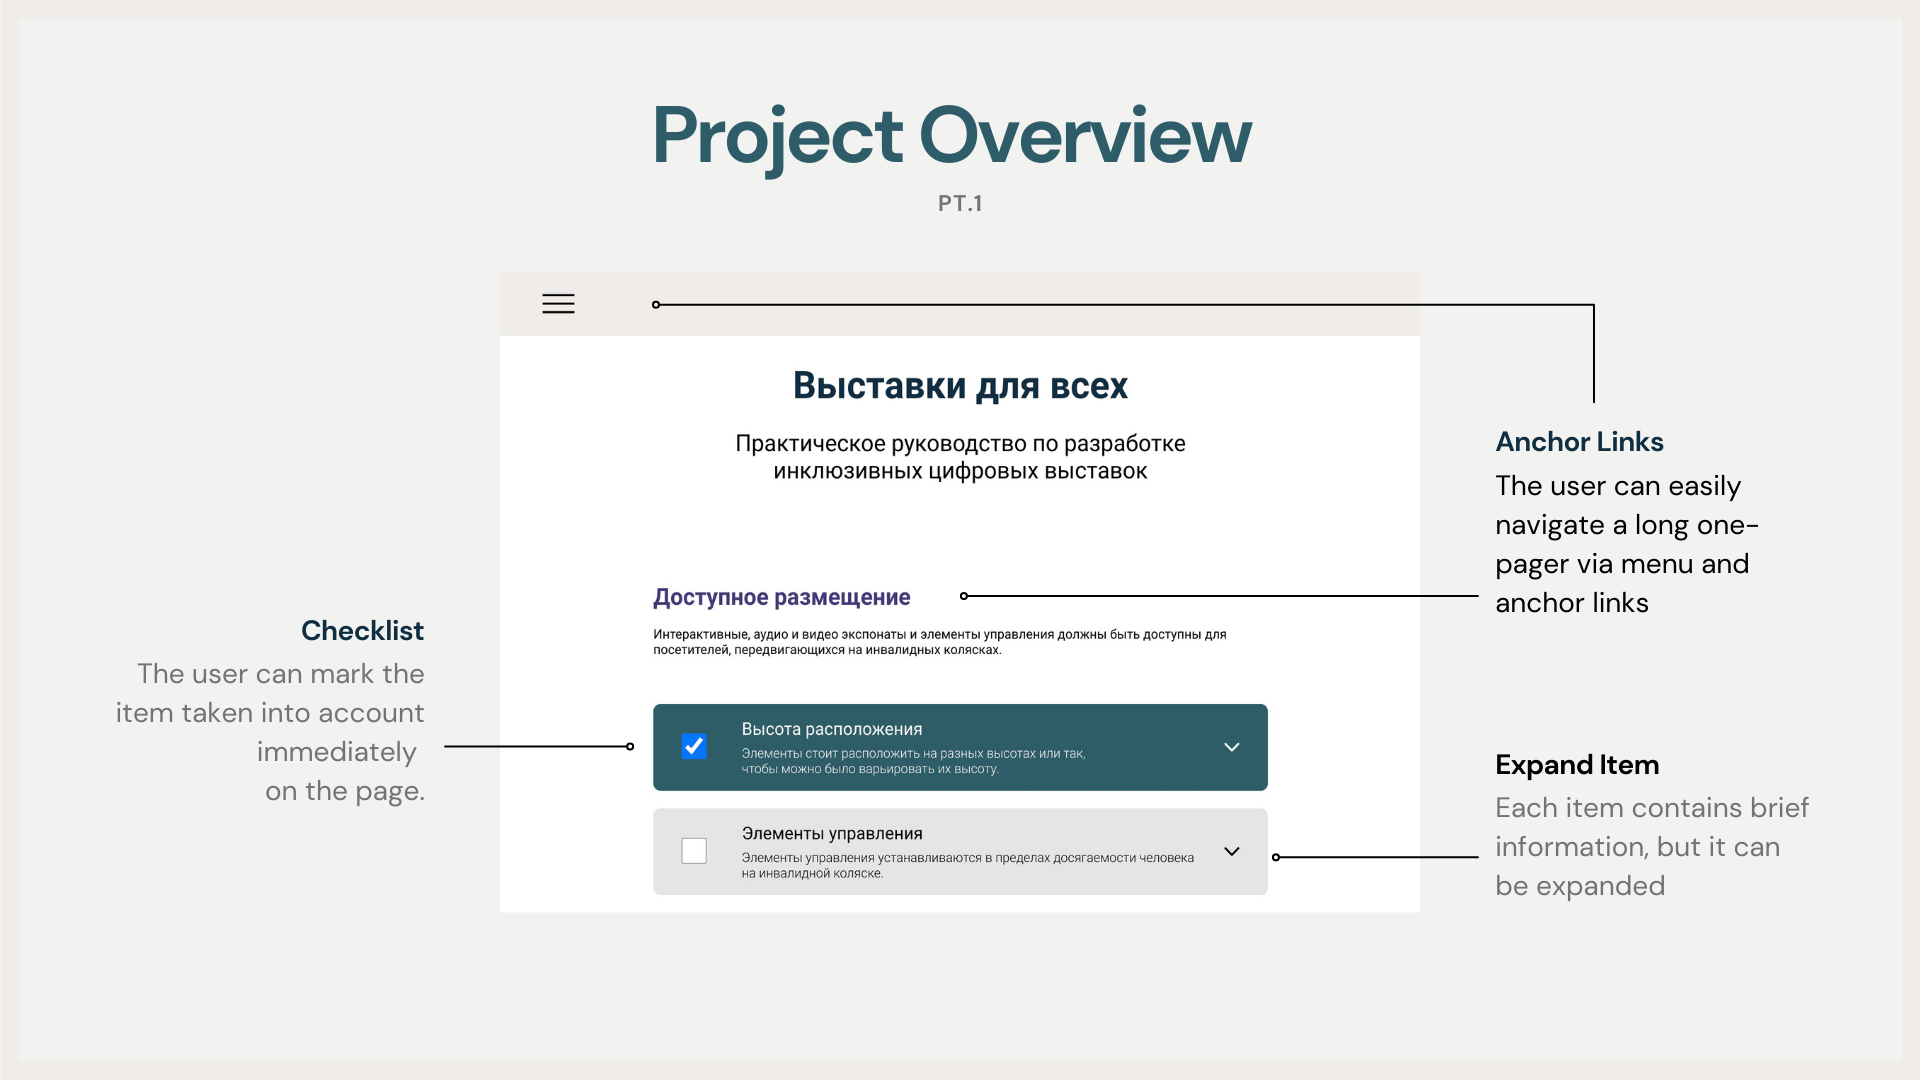 Project Overview
PT.1
Выставки для всех
Практическое руководство по разработке
инклюзивных цифровых выставок
Anchor Links
The user can easily
navigate a long one-
pager via menu and
anchor links
Доступное размещение
Интерактивные, аудио и видео экспонаты и элементы управления должны быть доступны для
посетителей, передвигающихся на инвалидных колясках.
Checklist
The user can mark the
item taken into account
immediately
on the page.
Высота расположения
Элементы стоит расположить на разных высотах или так,
чтобы можно было варьировать их высоту.
Элементы управления
Элементы управления устанавливаются в пределах досягаемости человека
на инвалидной коляске.
Expand Item
Each item contains brief
information, but it can
be expanded